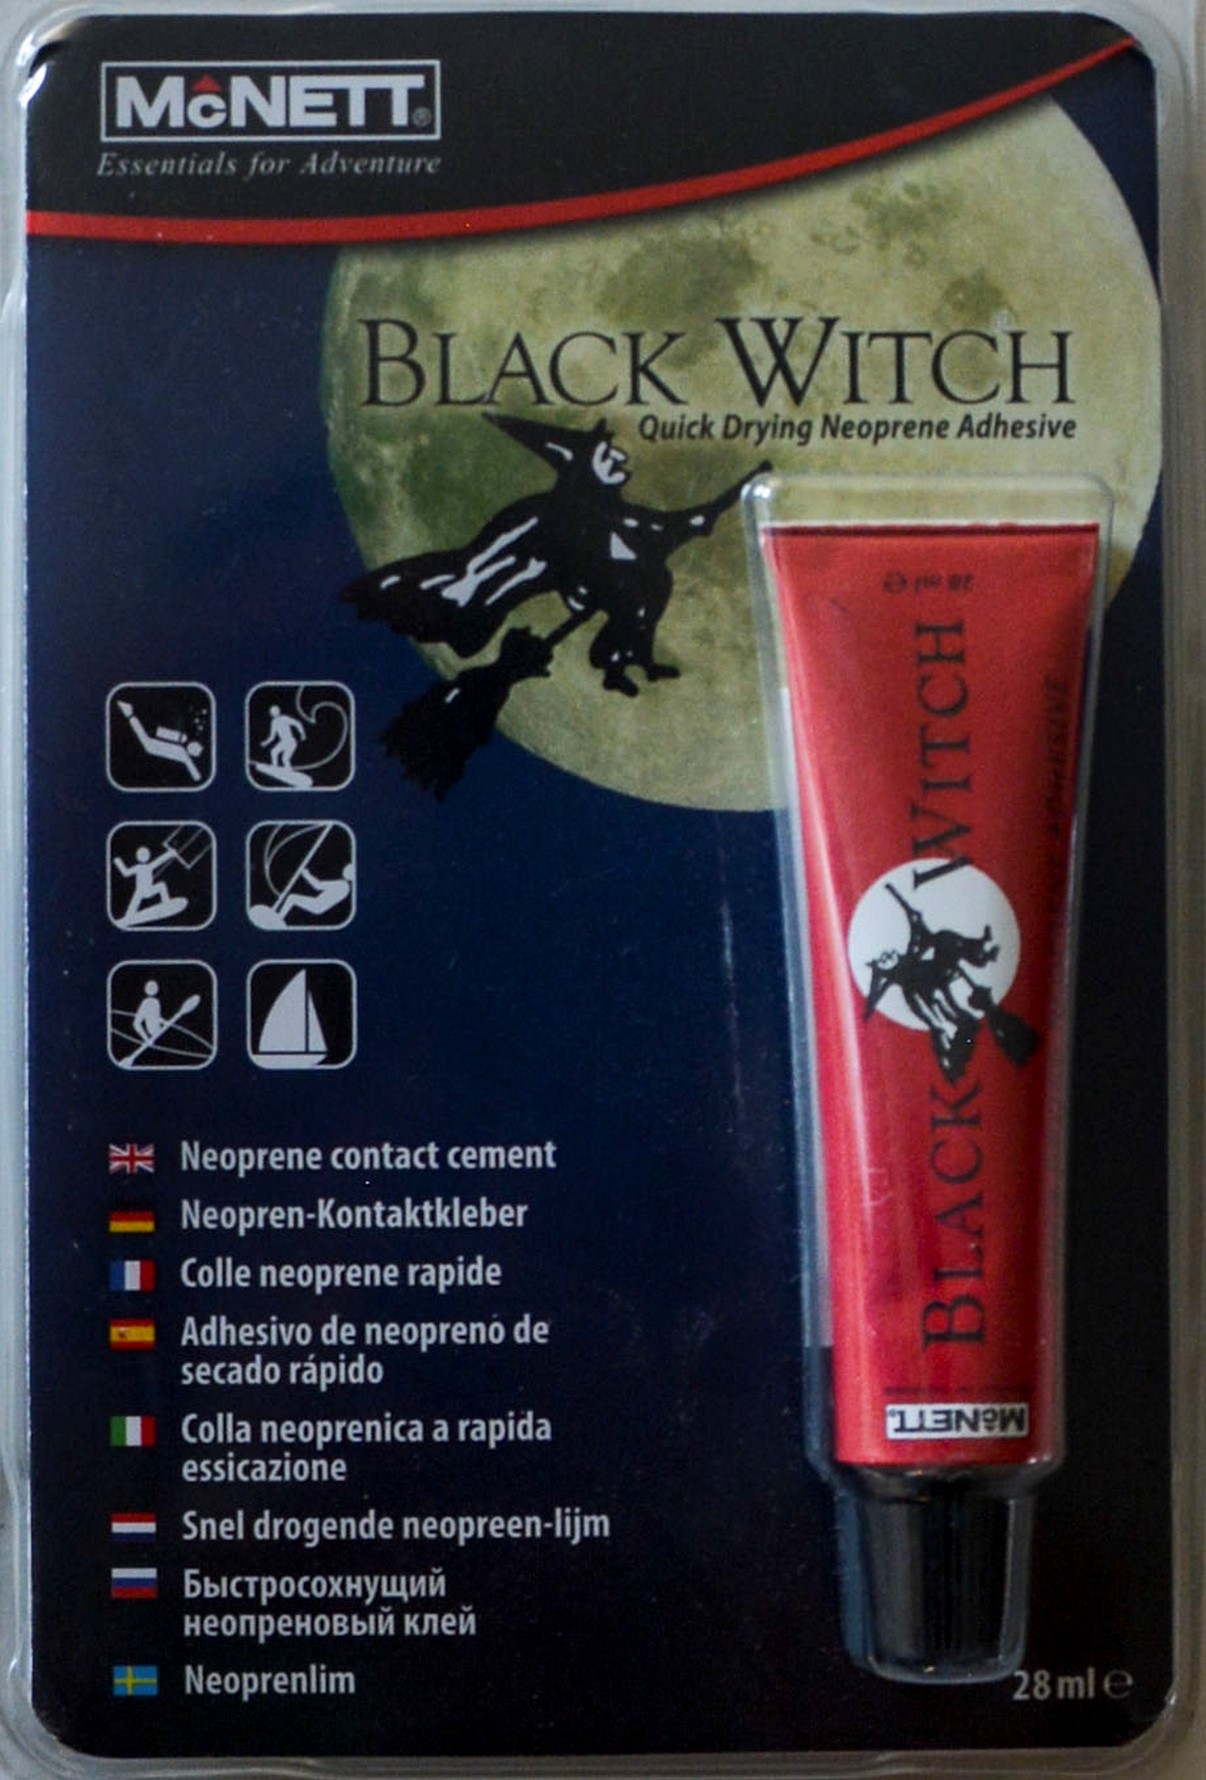 McNETT®
Essentials for Adventure
BLACK WITCH
Quick Drying Neoprene Adhesive
28 ml ℮
BLACK WITCH
McNETT®
Neoprene contact cement
Neopren-Kontaktkleber
Colle neoprene rapide
Adhesivo de neopreno de
secado rápido
Colla neoprenica a rapida
essicazione
Snel drogende neopreen-lijm
Быстросохнущий
неопреновый клей
Neoprenlim
28 ml ℮